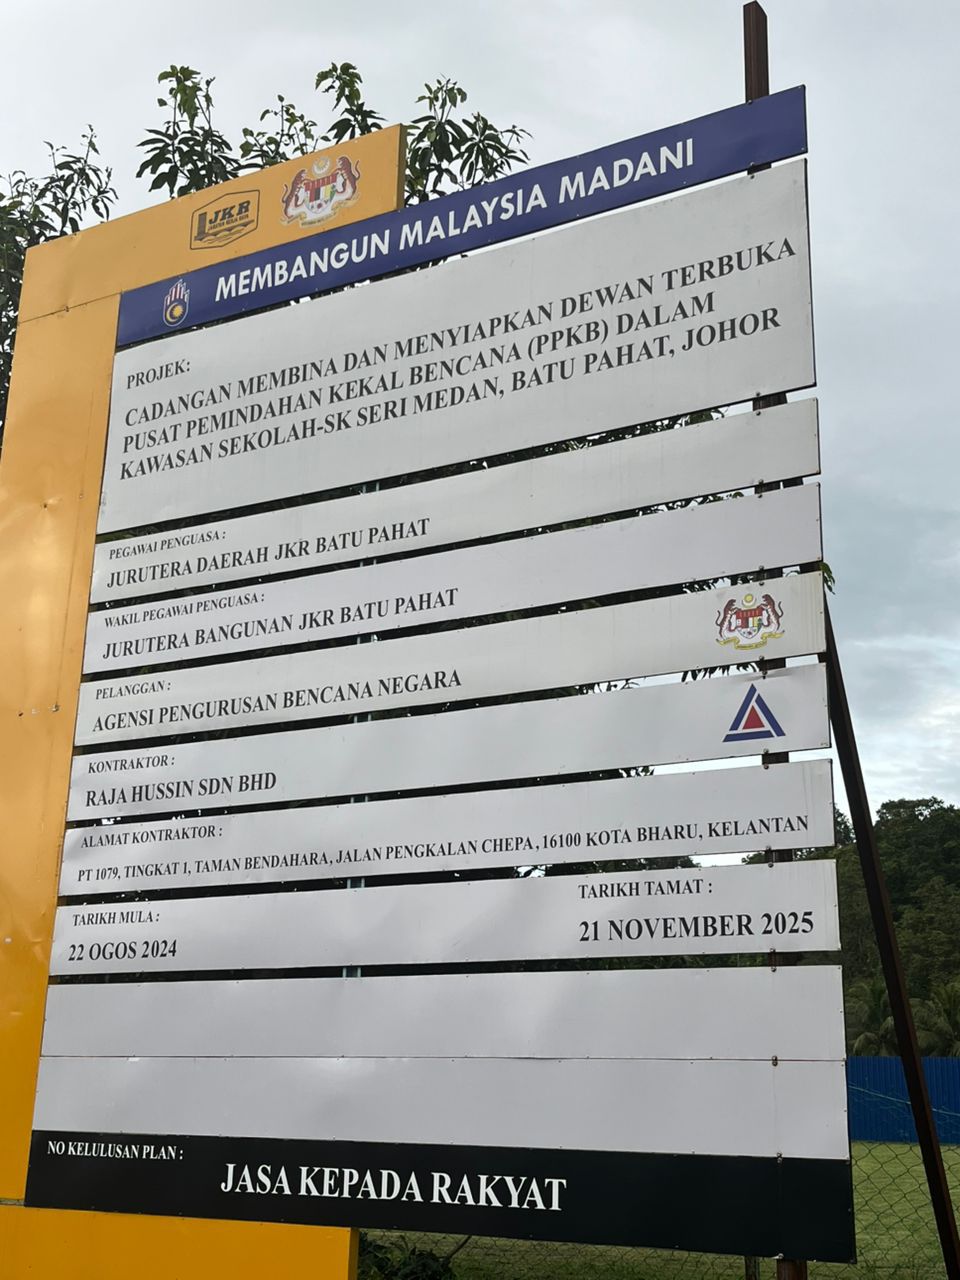 JKR
JABATAN KERJA RAYA
MEMBANGUN MALAYSIA MADANI
PROJEK:
CADANGAN MEMBINA DAN MENYIAPKAN DEWAN TERBUKA
PUSAT PEMINDAHAN KEKAL BENCANA (PPKB) DALAM
KAWASAN SEKOLAH-SK SERI MEDAN, BATU PAHAT, JOHOR
PEGAWAI PENGUASA :
JURUTERA DAERAH JKR BATU PAHAT
WAKIL PEGAWAI PENGUASA :
JURUTERA BANGUNAN JKR BATU PAHAT
PELANGGAN :
AGENSI PENGURUSAN BENCANA NEGARA
KONTRAKTOR :
RAJA HUSSIN SDN BHD
ALAMAT KONTRAKTOR :
PT 1079, TINGKAT 1, TAMAN BENDAHARA, JALAN PENGKALAN CHEPA, 16100 KOTA BHARU, KELANTAN
TARIKH MULA :
22 OGOS 2024
TARIKH TAMAT :
21 NOVEMBER 2025
NO KELULUSAN PLAN :
JASA KEPADA RAKYAT